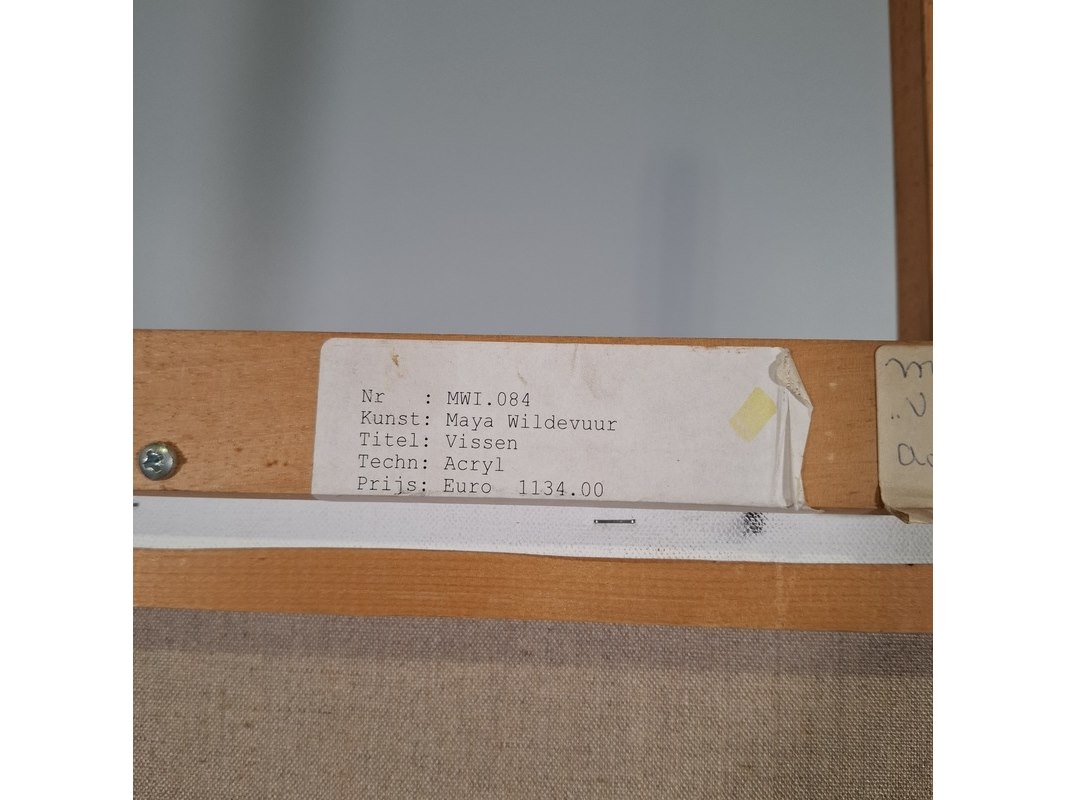 Nr   : MWI.084
Kunst: Maya Wildevuur
Titel: Vissen
Techn: Acryl
Prijs: Euro  1134.00